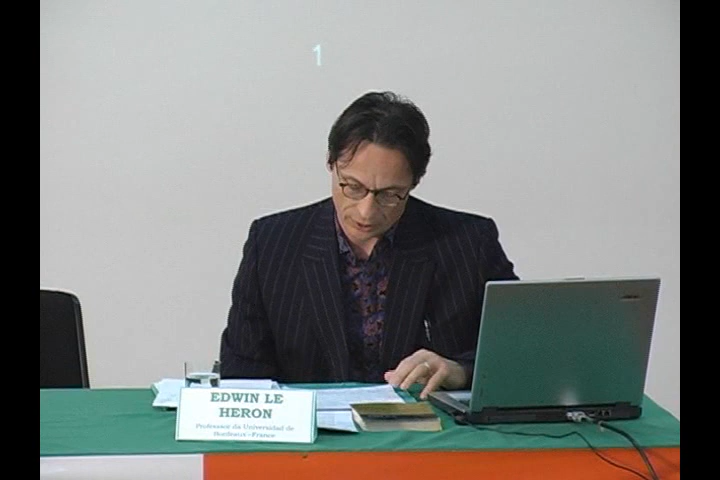 1
EDWIN LE
HERON
Professor da Universidad de
Bordeaux - France